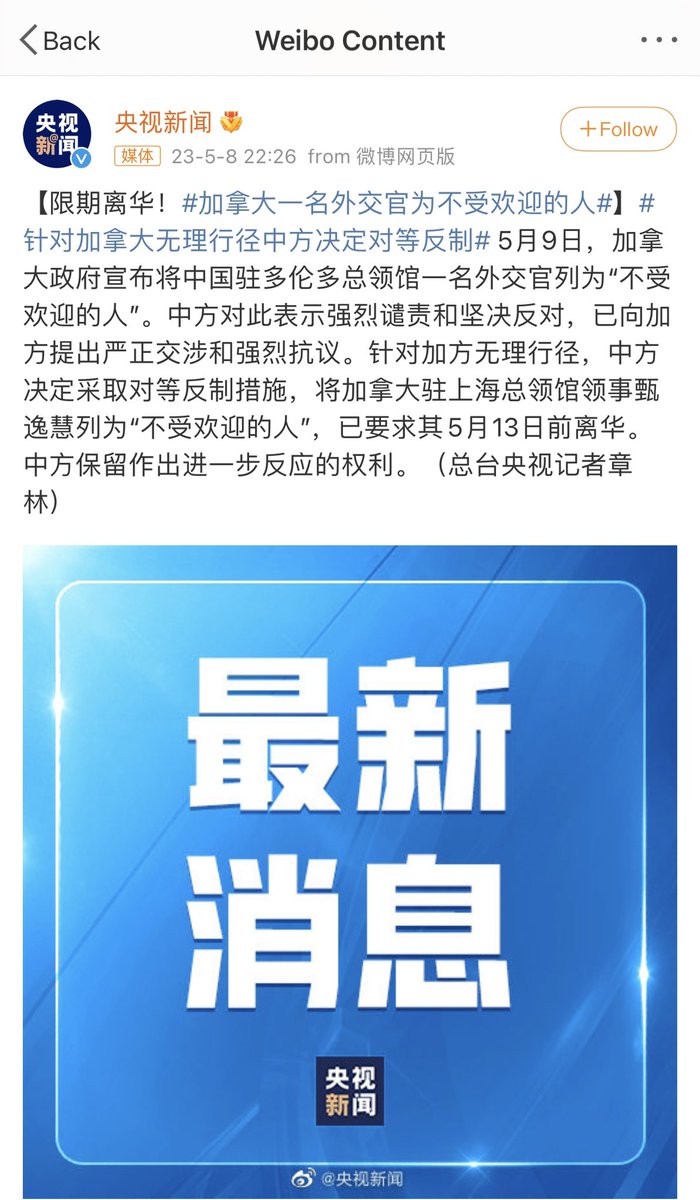 Back
Weibo Content
央视
新闻
央视新闻
+Follow
媒体 23-5-8 22:26 from 微博网页版
【限期离华！#加拿大一名外交官为不受欢迎的人#】#
针对加拿大无理行径中方决定对等反制# 5月9日，加拿
大政府宣布将中国驻多伦多总领馆一名外交官列为“不受
欢迎的人”。中方对此表示强烈谴责和坚决反对，已向加
方提出严正交涉和强烈抗议。针对加方无理行径，中方
决定采取对等反制措施，将加拿大驻上海总领馆领事甄
逸慧列为“不受欢迎的人”，已要求其5月13日前离华。
中方保留作出进一步反应的权利。（总台央视记者章
林）
最新
消息
央视
新闻
@央视新闻